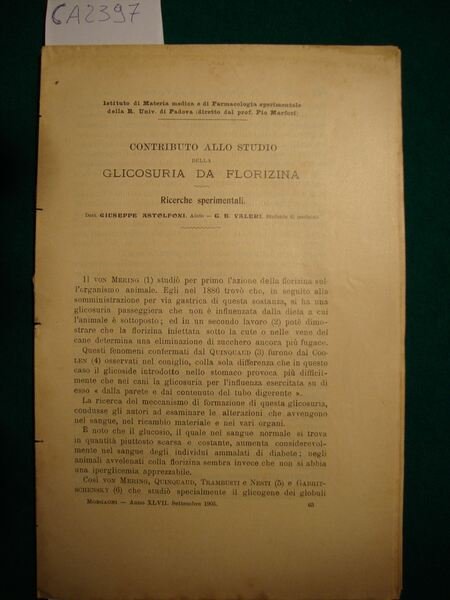 CA2397
Istituto di Materia medica e di Farmacologia sperimentale
della R. Univ. di Padova (diretto dal prof. Pio Marfori)
CONTRIBUTO ALLO STUDIO
DELLA
GLICOSURIA DA FLORIZINA
Ricerche sperimentali.
Dott. GIUSEPPE ASTOLFONI, Aiuto — G. B. VALERI, Studente di medicina
Il VON MERING (1) studiò per primo l'azione della florizina sul-
l'organismo animale. Egli nel 1886 trovò che, in seguito alla
somministrazione per via gastrica di questa sostanza, si ha una
glicosuria passeggiera che non è influenzata dalla dieta a cui
l'animale è sottoposto; ed in un secondo lavoro (2) potè dimo-
strare che la florizina iniettata sotto la cute o nelle vene del
cane determina una eliminazione di zucchero ancora più fugace.
Questi fenomeni confermati dal QUINQUAUD (3) furono dal COO-
LEN (4) osservati nel coniglio, colla sola differenza che in questo
caso il glicoside introdotto nello stomaco provoca più difficil-
mente che nei cani la glicosuria per l'influenza esercitata su di
esso « dalla parete e dal contenuto del tubo digerente ».
La ricerca del meccanismo di formazione di questa glicosuria,
condusse gli autori ad esaminare le alterazioni che avvengono
nel sangue, nel ricambio materiale e nei vari organi.
È noto che il glucosio, il quale nel sangue normale si trova
in quantità piuttosto scarsa e costante, aumenta considerevol-
mente nel sangue degli individui ammalati di diabete; negli
animali avvelenati colla florizina sembra invece che non si abbia
una iperglicemia apprezzabile.
Così VON MERING, QUINQUAUD, TRAMBUSTI e NESTI (5) e GABRIT-
SCHENSKY (6) che studiò specialmente il glicogene dei globuli
MORGAGNI — Anno XLVII. Settembre 1905. 63